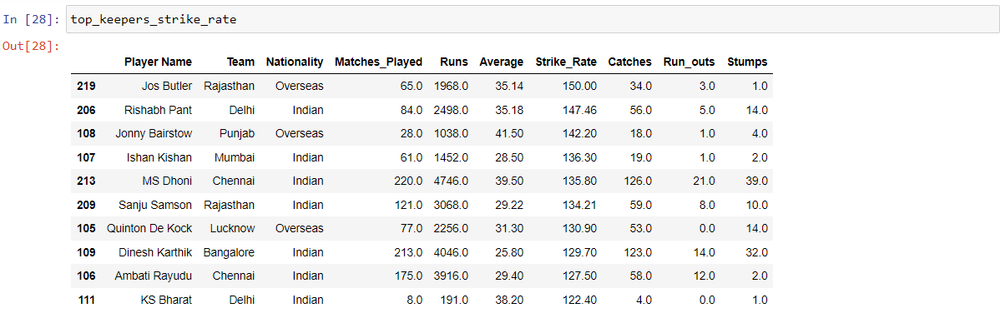 In [28]: top_keepers_strike_rate
Out[28]:
Player Name Team Nationality Matches_Played Runs Average Strike_Rate Catches Run_outs Stumps
219 Jos Butler Rajasthan Overseas 65.0 1968.0 35.14 150.00 34.0 3.0 1.0
206 Rishabh Pant Delhi Indian 84.0 2498.0 35.18 147.46 56.0 5.0 14.0
108 Jonny Bairstow Punjab Overseas 28.0 1038.0 41.50 142.20 18.0 1.0 4.0
107 Ishan Kishan Mumbai Indian 61.0 1452.0 28.50 136.30 19.0 1.0 2.0
213 MS Dhoni Chennai Indian 220.0 4746.0 39.50 135.80 126.0 21.0 39.0
209 Sanju Samson Rajasthan Indian 121.0 3068.0 29.22 134.21 59.0 8.0 10.0
105 Quinton De Kock Lucknow Overseas 77.0 2256.0 31.30 130.90 53.0 0.0 14.0
109 Dinesh Karthik Bangalore Indian 213.0 4046.0 25.80 129.70 123.0 14.0 32.0
106 Ambati Rayudu Chennai Indian 175.0 3916.0 29.40 127.50 58.0 12.0 2.0
111 KS Bharat Delhi Indian 8.0 191.0 38.20 122.40 4.0 0.0 1.0